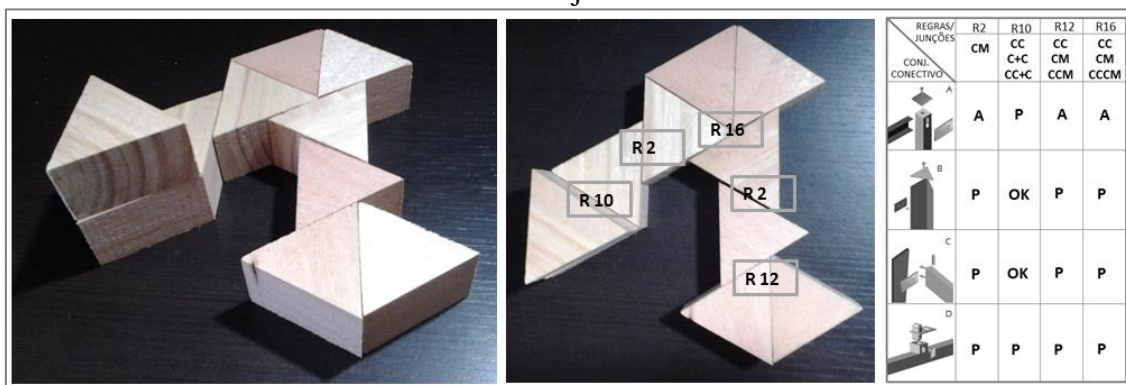 R 16
R 2
R 10
R 2
R 12
REGRAS/ JUNÇÕES R2 R10 R12 R16
CONJ. CONECTIVO CM CC C+C CC+C CC CM CCM CC CM CCCM
A A P A A
B P OK P P
C P OK P P
D P P P P